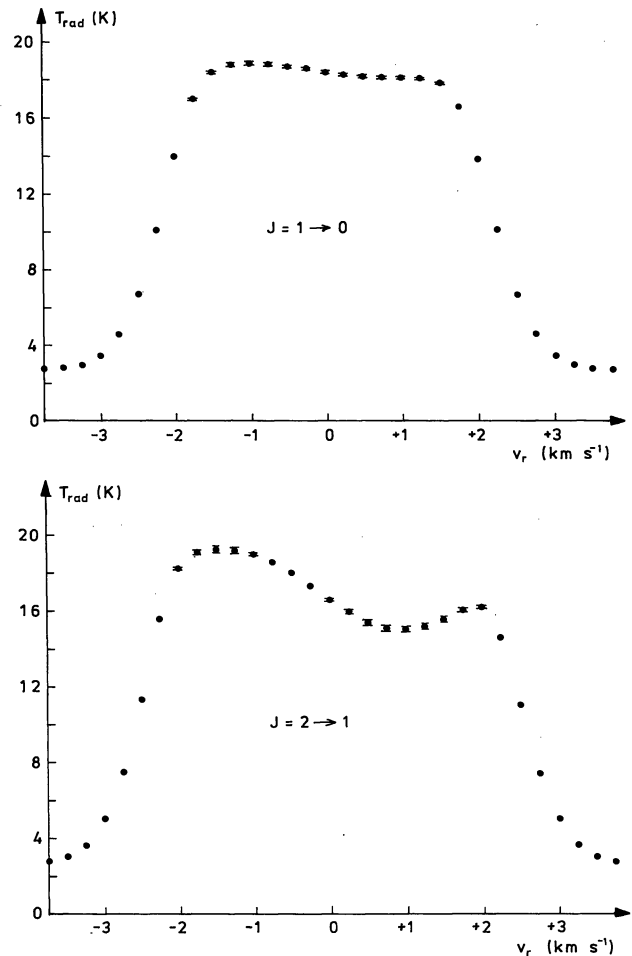 T_rad (K)
20
16
12
8
4
0
J = 1 → 0
-3 -2 -1 0 +1 +2 +3
v_r (km s⁻¹)
T_rad (K)
20
16
12
8
4
0
J = 2 → 1
-3 -2 -1 0 +1 +2 +3
v_r (km s⁻¹)